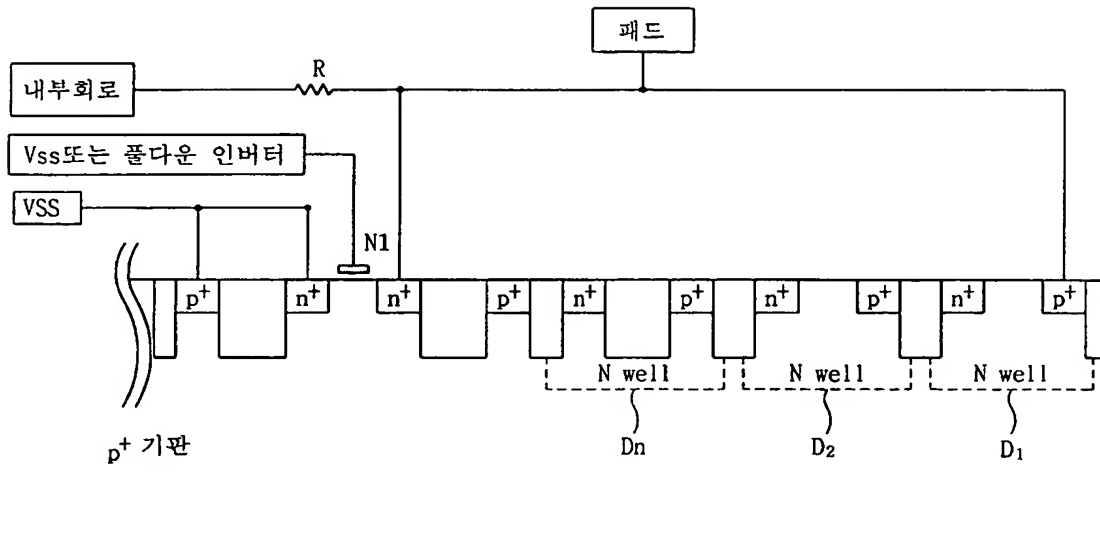 패드
R
내부회로
Vss또는 풀다운 인버터
VSS
N1
p+ n+ n+ p+ n+ p+ n+ p+ n+ p+
N well N well N well
Dn D2 D1
p+ 기판